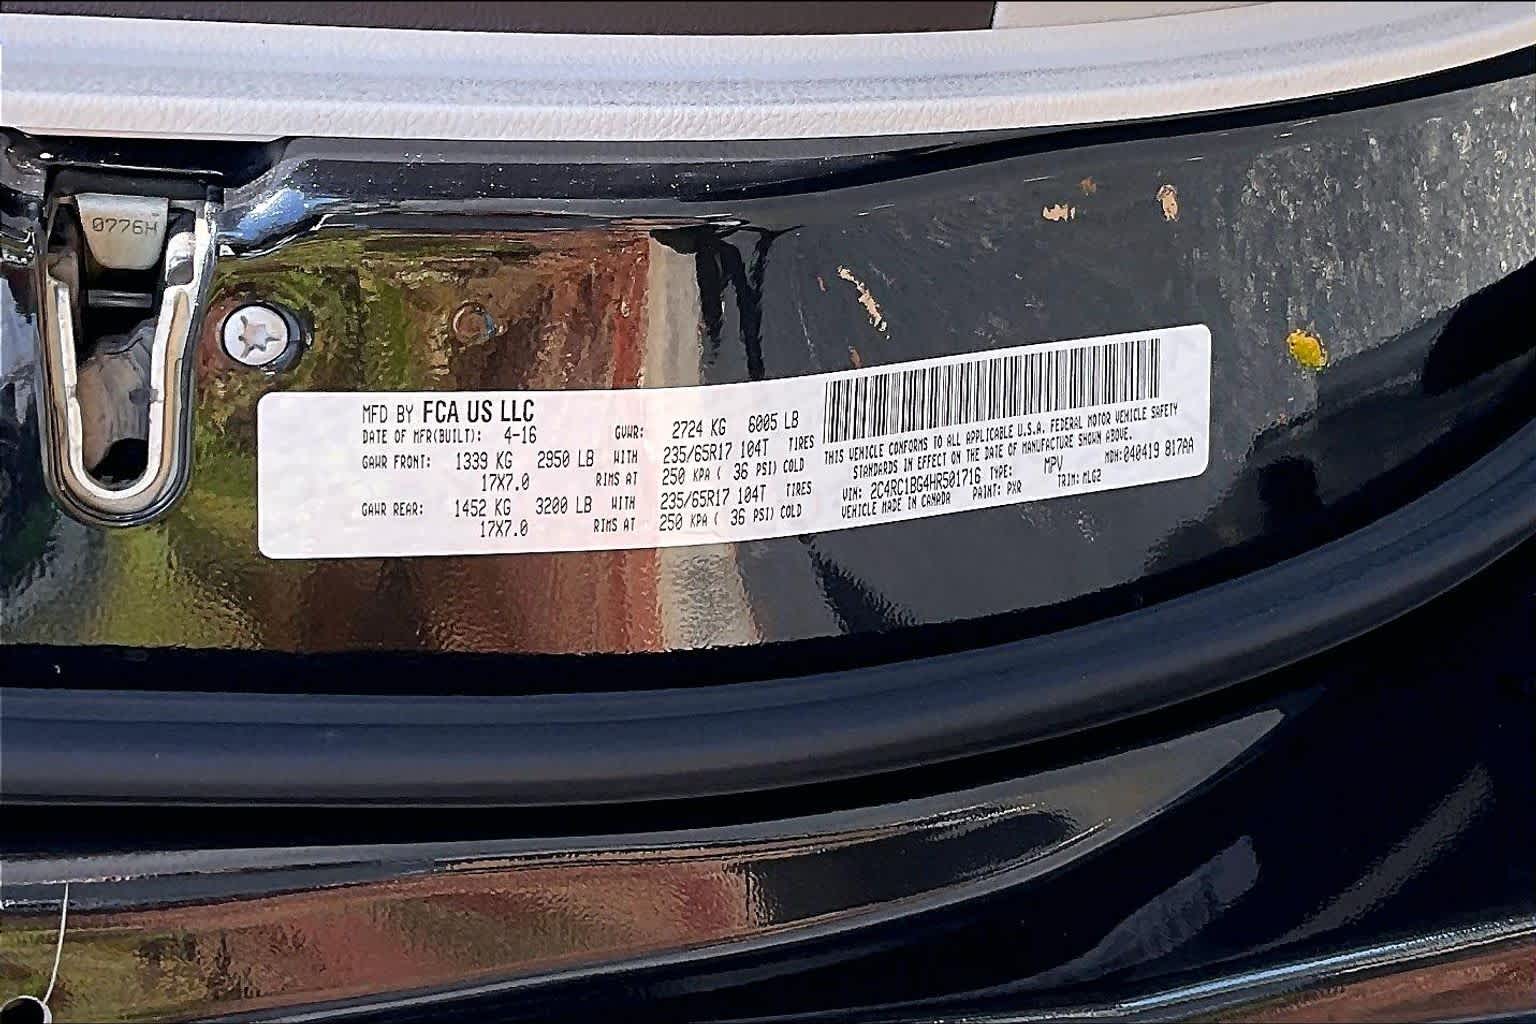 0776H
MFD BY FCA US LLC
DATE OF MFR(BUILT): 4-16 GVWR: 2724 KG 6005 LB
GAWR FRONT: 1339 KG 2950 LB WITH 235/65R17 104T TIRES
17X7.0 RIMS AT 250 KPA ( 36 PSI) COLD
GAWR REAR: 1452 KG 3200 LB WITH 235/65R17 104T TIRES
17X7.0 RIMS AT 250 KPA ( 36 PSI) COLD
THIS VEHICLE CONFORMS TO ALL APPLICABLE U.S.A. FEDERAL MOTOR VEHICLE SAFETY
STANDARDS IN EFFECT ON THE DATE OF MANUFACTURE SHOWN ABOVE.
VIN: 2C4RC1BG4HR501716 TYPE: MPV MDH:040419 817AA
VEHICLE MADE IN CANADA PAINT: PXR TRIM: MLG2